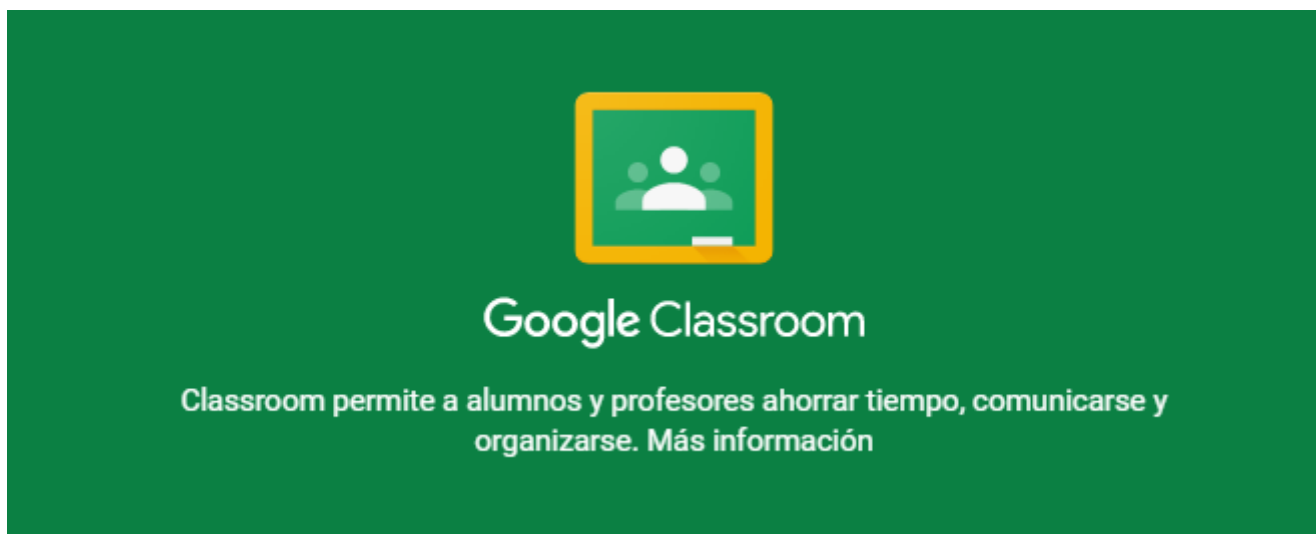 Google Classroom
Classroom permite a alumnos y profesores ahorrar tiempo, comunicarse y
organizarse. Más información